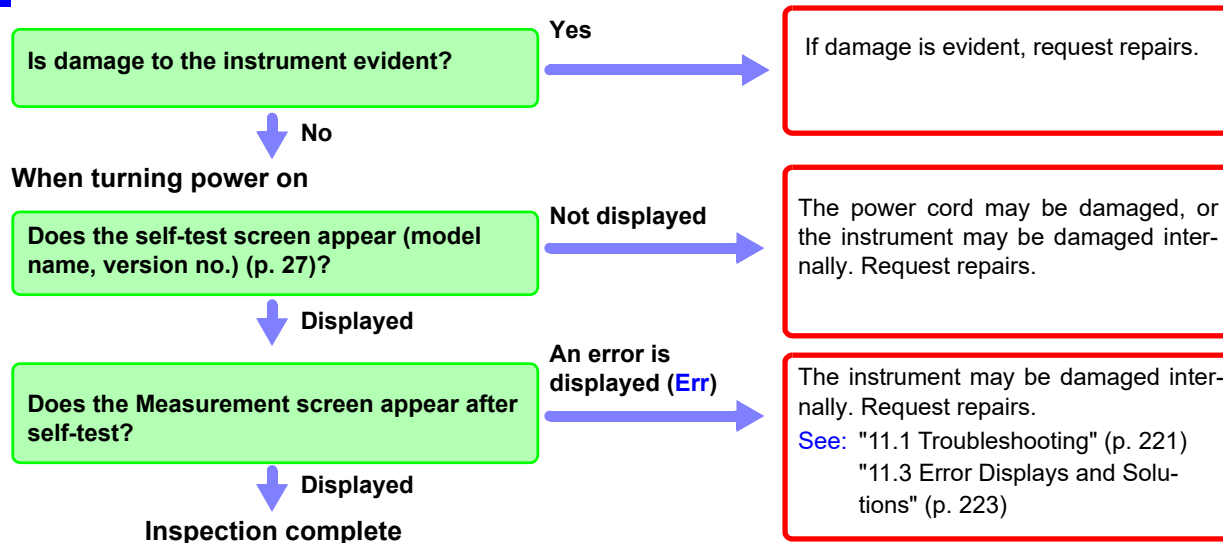 Is damage to the instrument evident?
Yes
If damage is evident, request repairs.
No
When turning power on
Does the self-test screen appear (model
name, version no.) (p. 27)?
Not displayed
The power cord may be damaged, or
the instrument may be damaged inter-
nally. Request repairs.
Displayed
Does the Measurement screen appear after
self-test?
An error is
displayed (Err)
The instrument may be damaged inter-
nally. Request repairs.
See: "11.1 Troubleshooting" (p. 221)
"11.3 Error Displays and Solu-
tions" (p. 223)
Displayed
Inspection complete